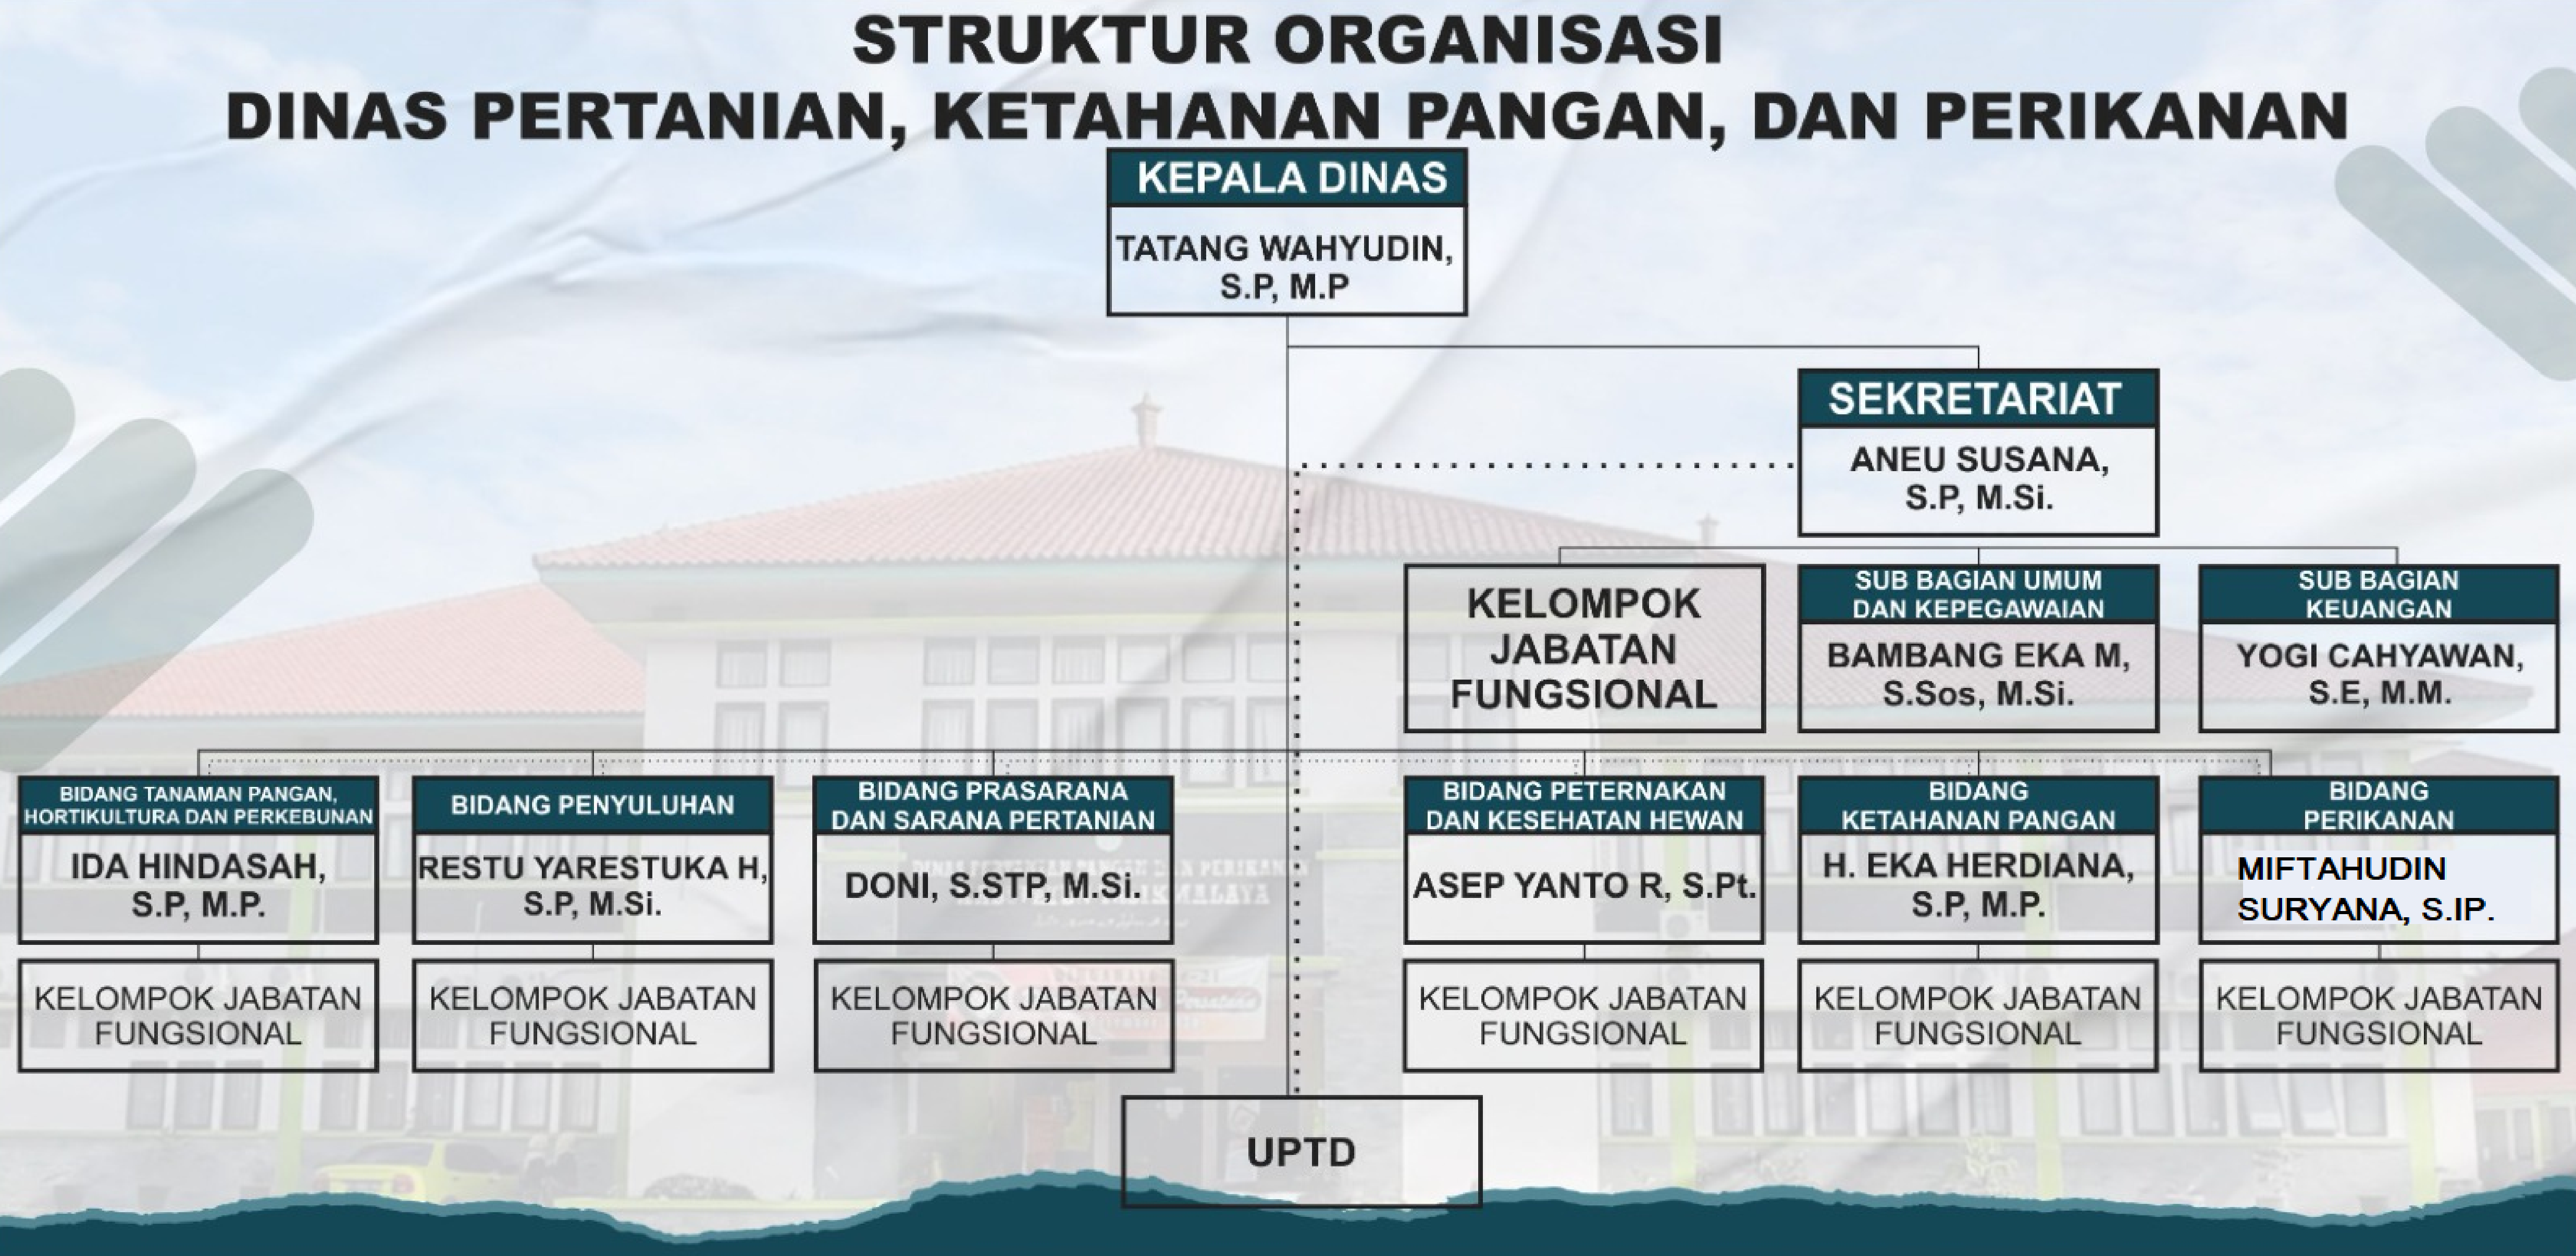 STRUKTUR ORGANISASI
DINAS PERTANIAN, KETAHANAN PANGAN, DAN PERIKANAN
KEPALA DINAS
TATANG WAHYUDIN,
S.P, M.P
SEKRETARIAT
ANEU SUSANA,
S.P, M.Si.
KELOMPOK
JABATAN
FUNGSIONAL
SUB BAGIAN UMUM
DAN KEPEGAWAIAN
BAMBANG EKA M,
S.Sos, M.Si.
SUB BAGIAN
KEUANGAN
YOGI CAHYAWAN,
S.E, M.M.
BIDANG TANAMAN PANGAN,
HORTIKULTURA DAN PERKEBUNAN
IDA HINDASAH,
S.P, M.P.
KELOMPOK JABATAN
FUNGSIONAL
BIDANG PENYULUHAN
RESTU YARESTUKA H,
S.P, M.Si.
KELOMPOK JABATAN
FUNGSIONAL
BIDANG PRASARANA
DAN SARANA PERTANIAN
DONI, S.STP, M.Si.
KELOMPOK JABATAN
FUNGSIONAL
BIDANG PETERNAKAN
DAN KESEHATAN HEWAN
ASEP YANTO R, S.Pt.
KELOMPOK JABATAN
FUNGSIONAL
BIDANG
KETAHANAN PANGAN
H. EKA HERDIANA,
S.P, M.P.
KELOMPOK JABATAN
FUNGSIONAL
BIDANG
PERIKANAN
MIFTAHUDIN
SURYANA, S.IP.
KELOMPOK JABATAN
FUNGSIONAL
UPTD